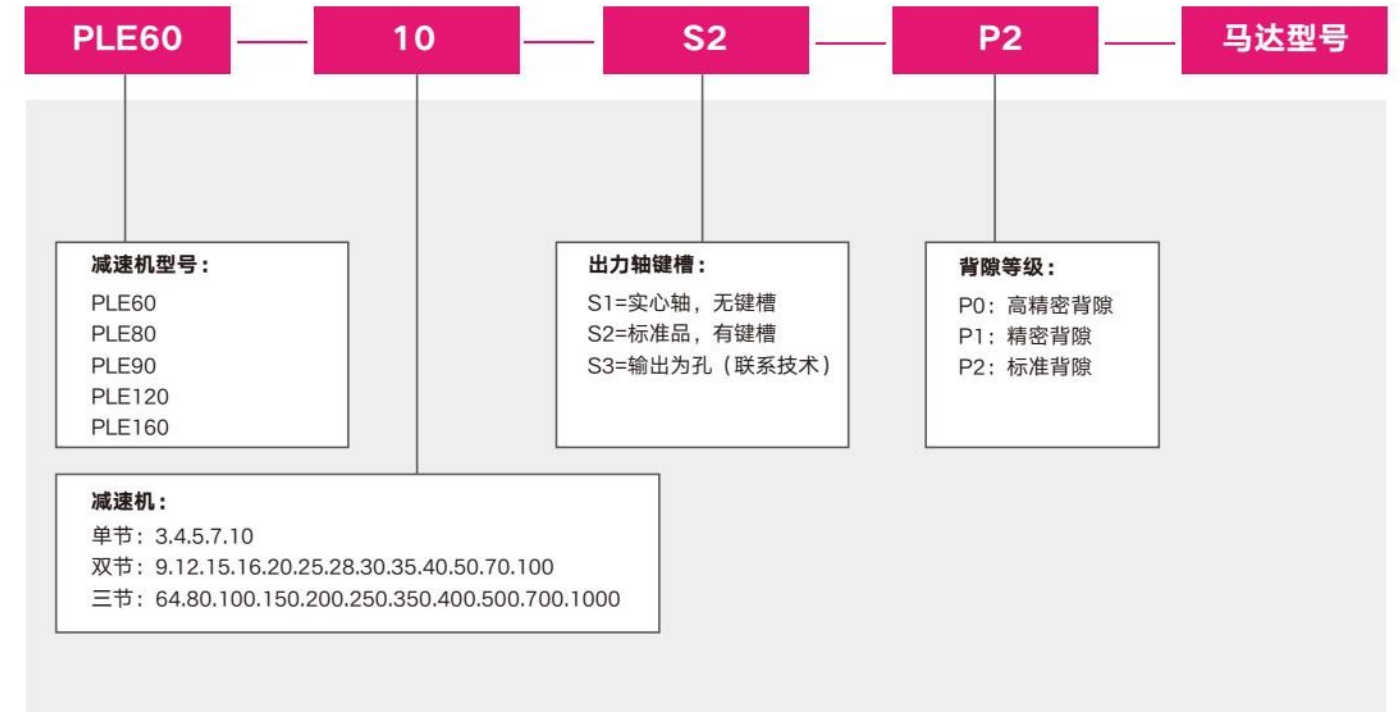 PLE60
10
S2
P2
马达型号
减速机型号：
PLE60
PLE80
PLE90
PLE120
PLE160
出力轴键槽：
S1=实心轴，无键槽
S2=标准品，有键槽
S3=输出为孔（联系技术）
背隙等级：
P0：高精密背隙
P1：精密背隙
P2：标准背隙
减速机：
单节：3.4.5.7.10
双节：9.12.15.16.20.25.28.30.35.40.50.70.100
三节：64.80.100.150.200.250.350.400.500.700.1000